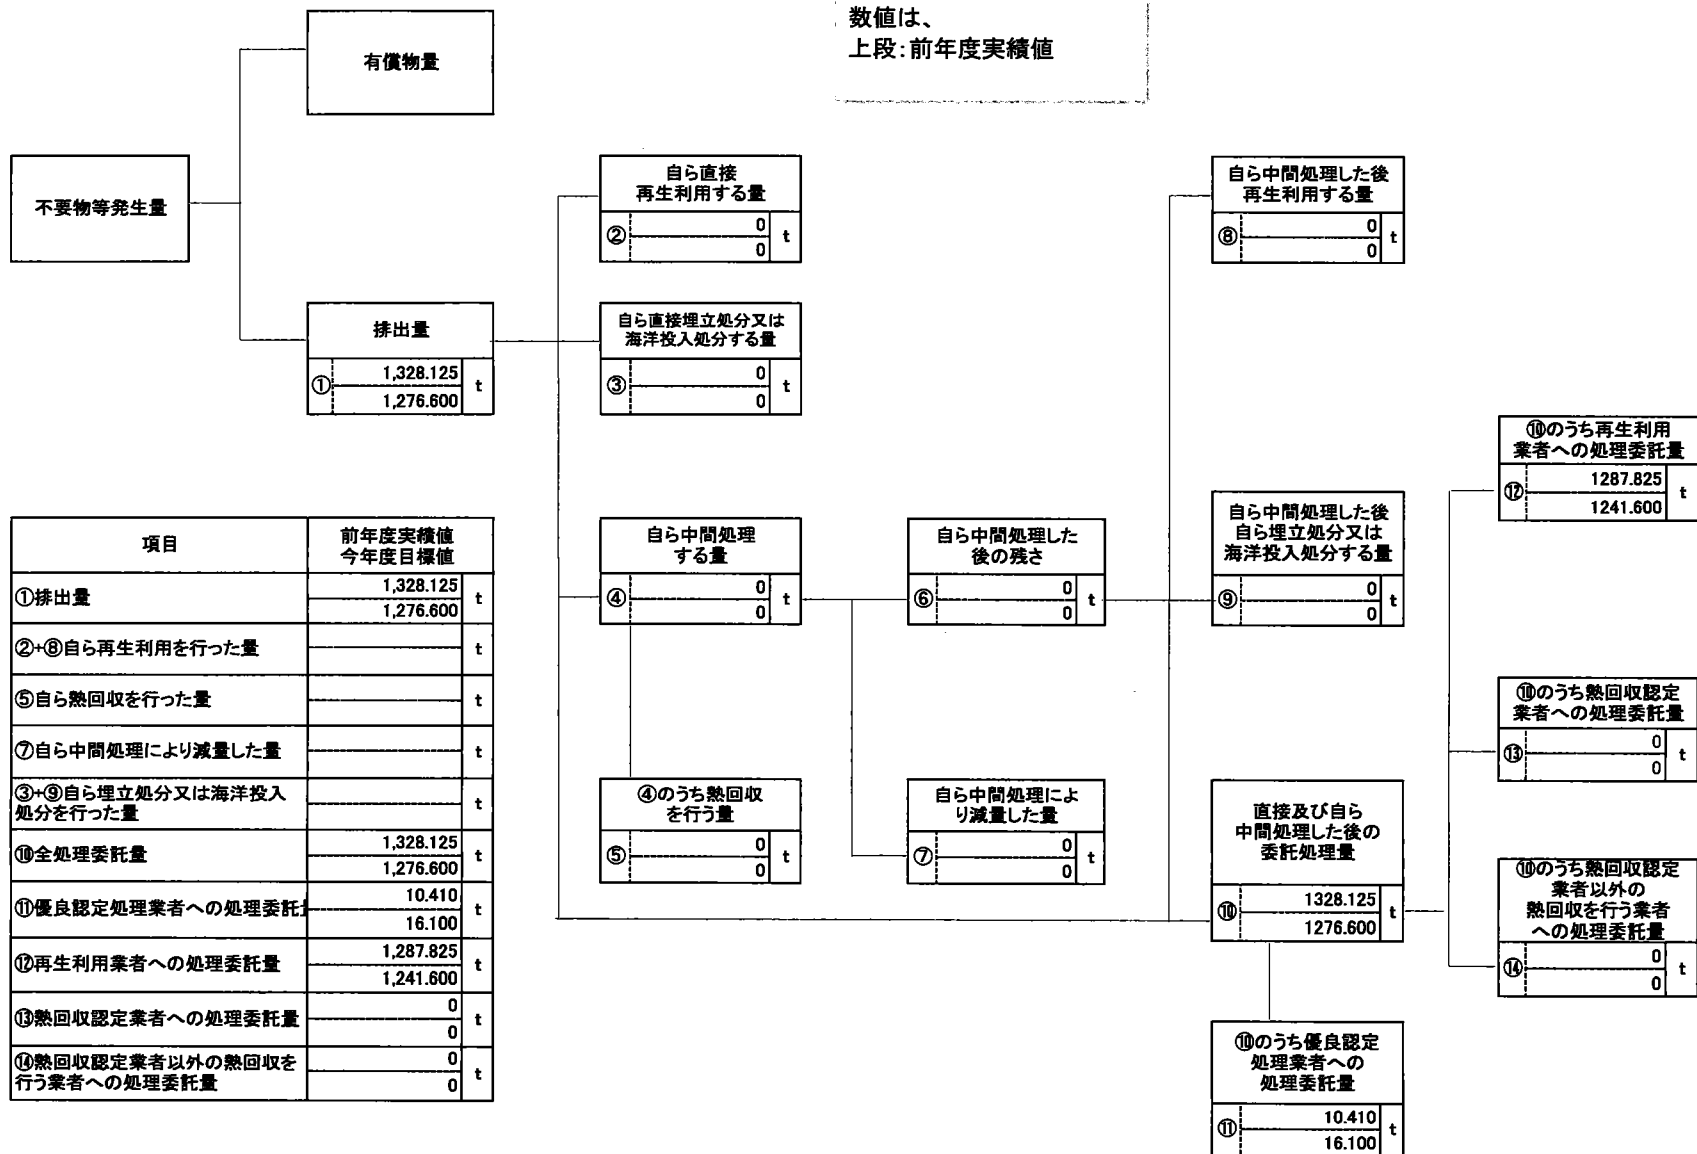 数値は、
上段：前年度実績値
有償物量
不要物等発生量
排出量
①
1,328.125
1,276.600
t
自ら直接
再生利用する量
②
0
0
t
自ら直接埋立処分又は
海洋投入処分する量
③
0
0
t
自ら中間処理
する量
④
0
0
t
④のうち熱回収
を行う量
⑤
0
0
t
自ら中間処理した
後の残さ
⑥
0
0
t
自ら中間処理によ
り減量した量
⑦
0
0
t
自ら中間処理した後
再生利用する量
⑧
0
0
t
自ら中間処理した後
自ら埋立処分又は
海洋投入処分する量
⑨
0
0
t
直接及び自ら
中間処理した後の
委託処理量
⑩
1328.125
1276.600
t
⑩のうち優良認定
処理業者への
処理委託量
⑪
10.410
16.100
t
⑩のうち再生利用
業者への処理委託量
⑫
1287.825
1241.600
t
⑩のうち熱回収認定
業者への処理委託量
⑬
0
0
t
⑩のうち熱回収認定
業者以外の
熱回収を行う業者
への処理委託量
⑭
0
0
t
項目
前年度実績値
今年度目標値
①排出量
1,328.125
1,276.600
t
②+⑧自ら再生利用を行った量
t
⑤自ら熱回収を行った量
t
⑦自ら中間処理により減量した量
t
③+⑨自ら埋立処分又は海洋投入
処分を行った量
t
⑩全処理委託量
1,328.125
1,276.600
t
⑪優良認定処理業者への処理委託
10.410
16.100
t
⑫再生利用業者への処理委託量
1,287.825
1,241.600
t
⑬熱回収認定業者への処理委託量
0
0
t
⑭熱回収認定業者以外の熱回収を
行う業者への処理委託量
0
0
t